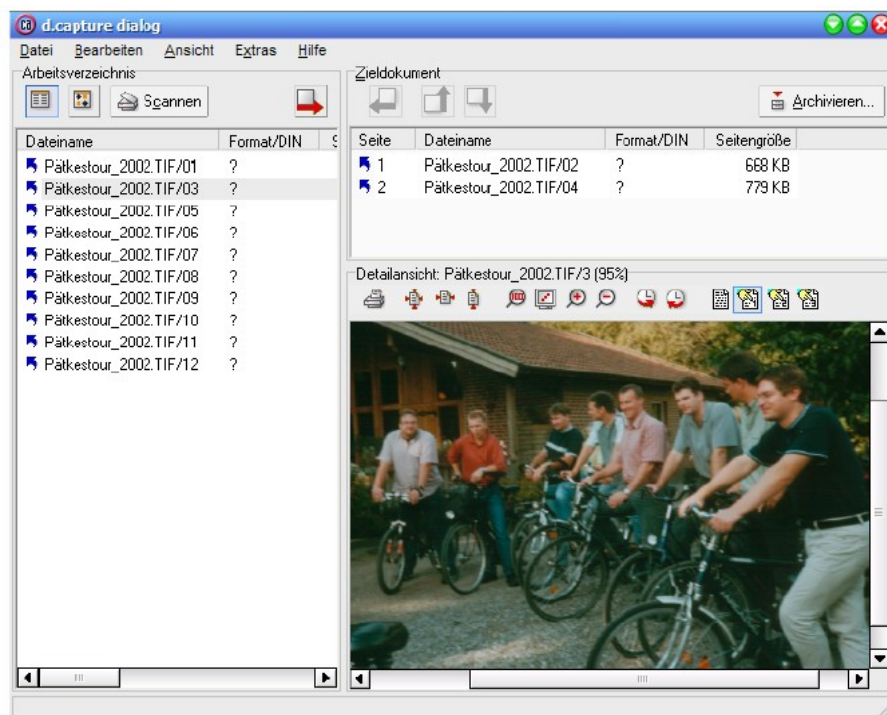 d.capture dialog
Datei Bearbeiten Ansicht Extras Hilfe
Arbeitsverzeichnis
Scannen
Dateiname Format/DIN
Pätkestour_2002.TIF/01 ?
Pätkestour_2002.TIF/03 ?
Pätkestour_2002.TIF/05 ?
Pätkestour_2002.TIF/06 ?
Pätkestour_2002.TIF/07 ?
Pätkestour_2002.TIF/08 ?
Pätkestour_2002.TIF/09 ?
Pätkestour_2002.TIF/10 ?
Pätkestour_2002.TIF/11 ?
Pätkestour_2002.TIF/12 ?
Zieldokument
Archivieren...
Seite Dateiname Format/DIN Seitengröße
1 Pätkestour_2002.TIF/02 ? 668 KB
2 Pätkestour_2002.TIF/04 ? 779 KB
Detailansicht: Pätkestour_2002.TIF/3 (95%)